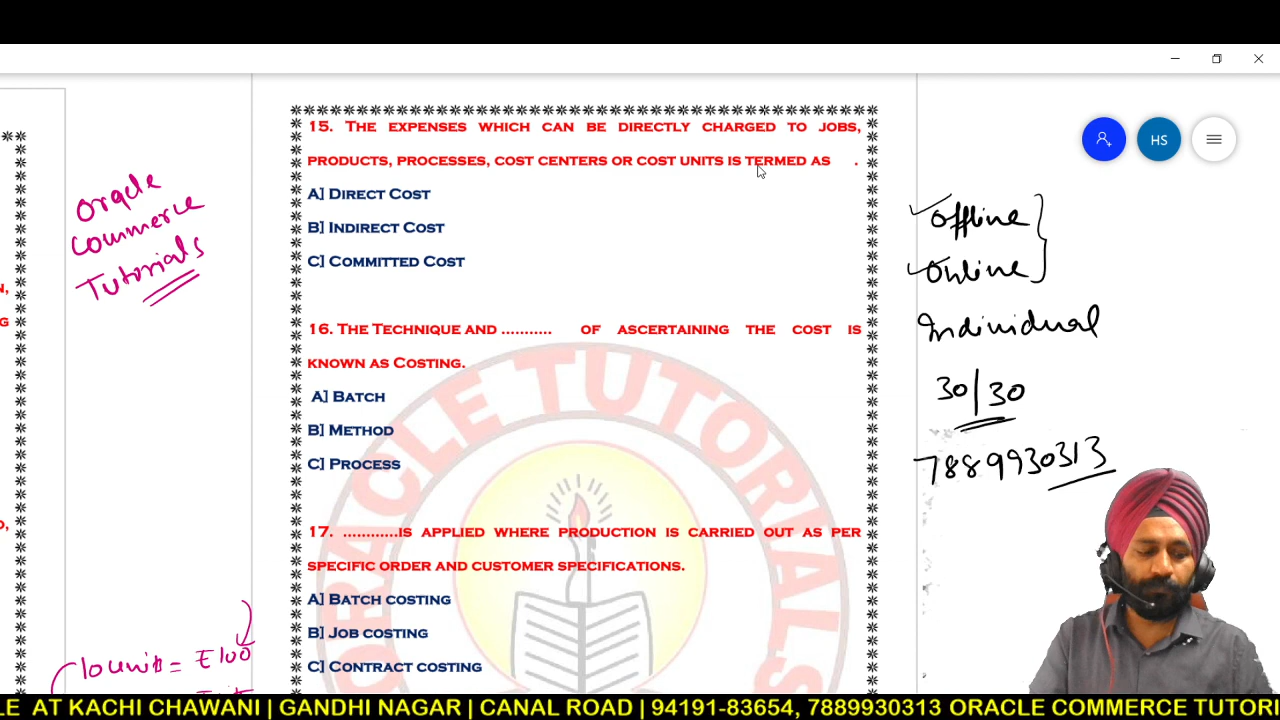 15. THE EXPENSES WHICH CAN BE DIRECTLY CHARGED TO JOBS,
PRODUCTS, PROCESSES, COST CENTERS OR COST UNITS IS TERMED AS .
A] DIRECT COST
B] INDIRECT COST
C] COMMITTED COST
16. THE TECHNIQUE AND ........... OF ASCERTAINING THE COST IS
KNOWN AS COSTING.
A] BATCH
B] METHOD
C] PROCESS
17. ............IS APPLIED WHERE PRODUCTION IS CARRIED OUT AS PER
SPECIFIC ORDER AND CUSTOMER SPECIFICATIONS.
A] BATCH COSTING
B] JOB COSTING
C] CONTRACT COSTING
Oracle
Commerce
Tutorials
10 units = ₹100
HS
Offline
Online
Individual
30/30
7889930313
ORACLE TUTORIALS
LE AT KACHI CHAWANI | GANDHI NAGAR | CANAL ROAD | 94191-83654, 7889930313 ORACLE COMMERCE TUTORI